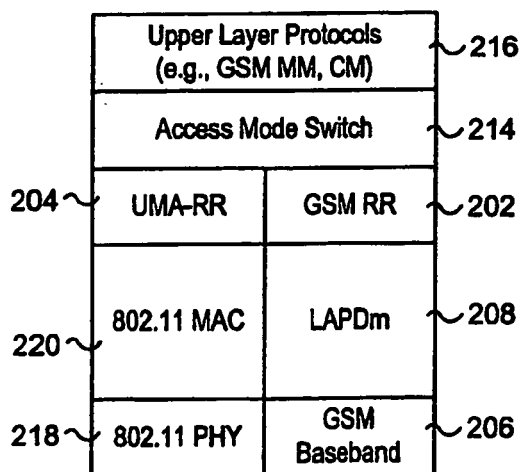 Upper Layer Protocols
(e.g., GSM MM, CM)
216
Access Mode Switch
214
204
UMA-RR
GSM RR
202
802.11 MAC
LAPDm
208
220
218
802.11 PHY
GSM
Baseband
206